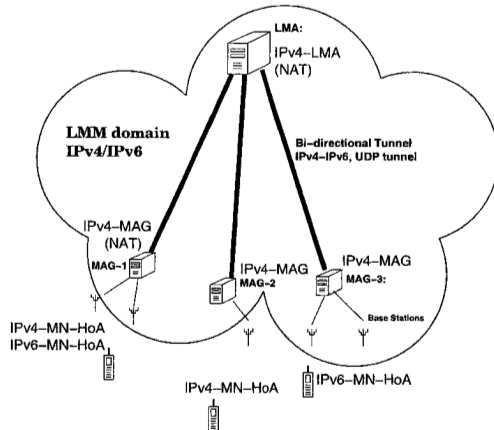 LMA:
IPv4-LMA
(NAT)
LMM domain
IPv4/IPv6
Bi-directional Tunnel
IPv4-IPv6, UDP tunnel
IPv4-MAG
(NAT)
MAG-1
IPv4-MAG
MAG-2
IPv4-MAG
MAG-3:
Base Stations
IPv4-MN-HoA
IPv6-MN-HoA
IPv4-MN-HoA
IPv6-MN-HoA